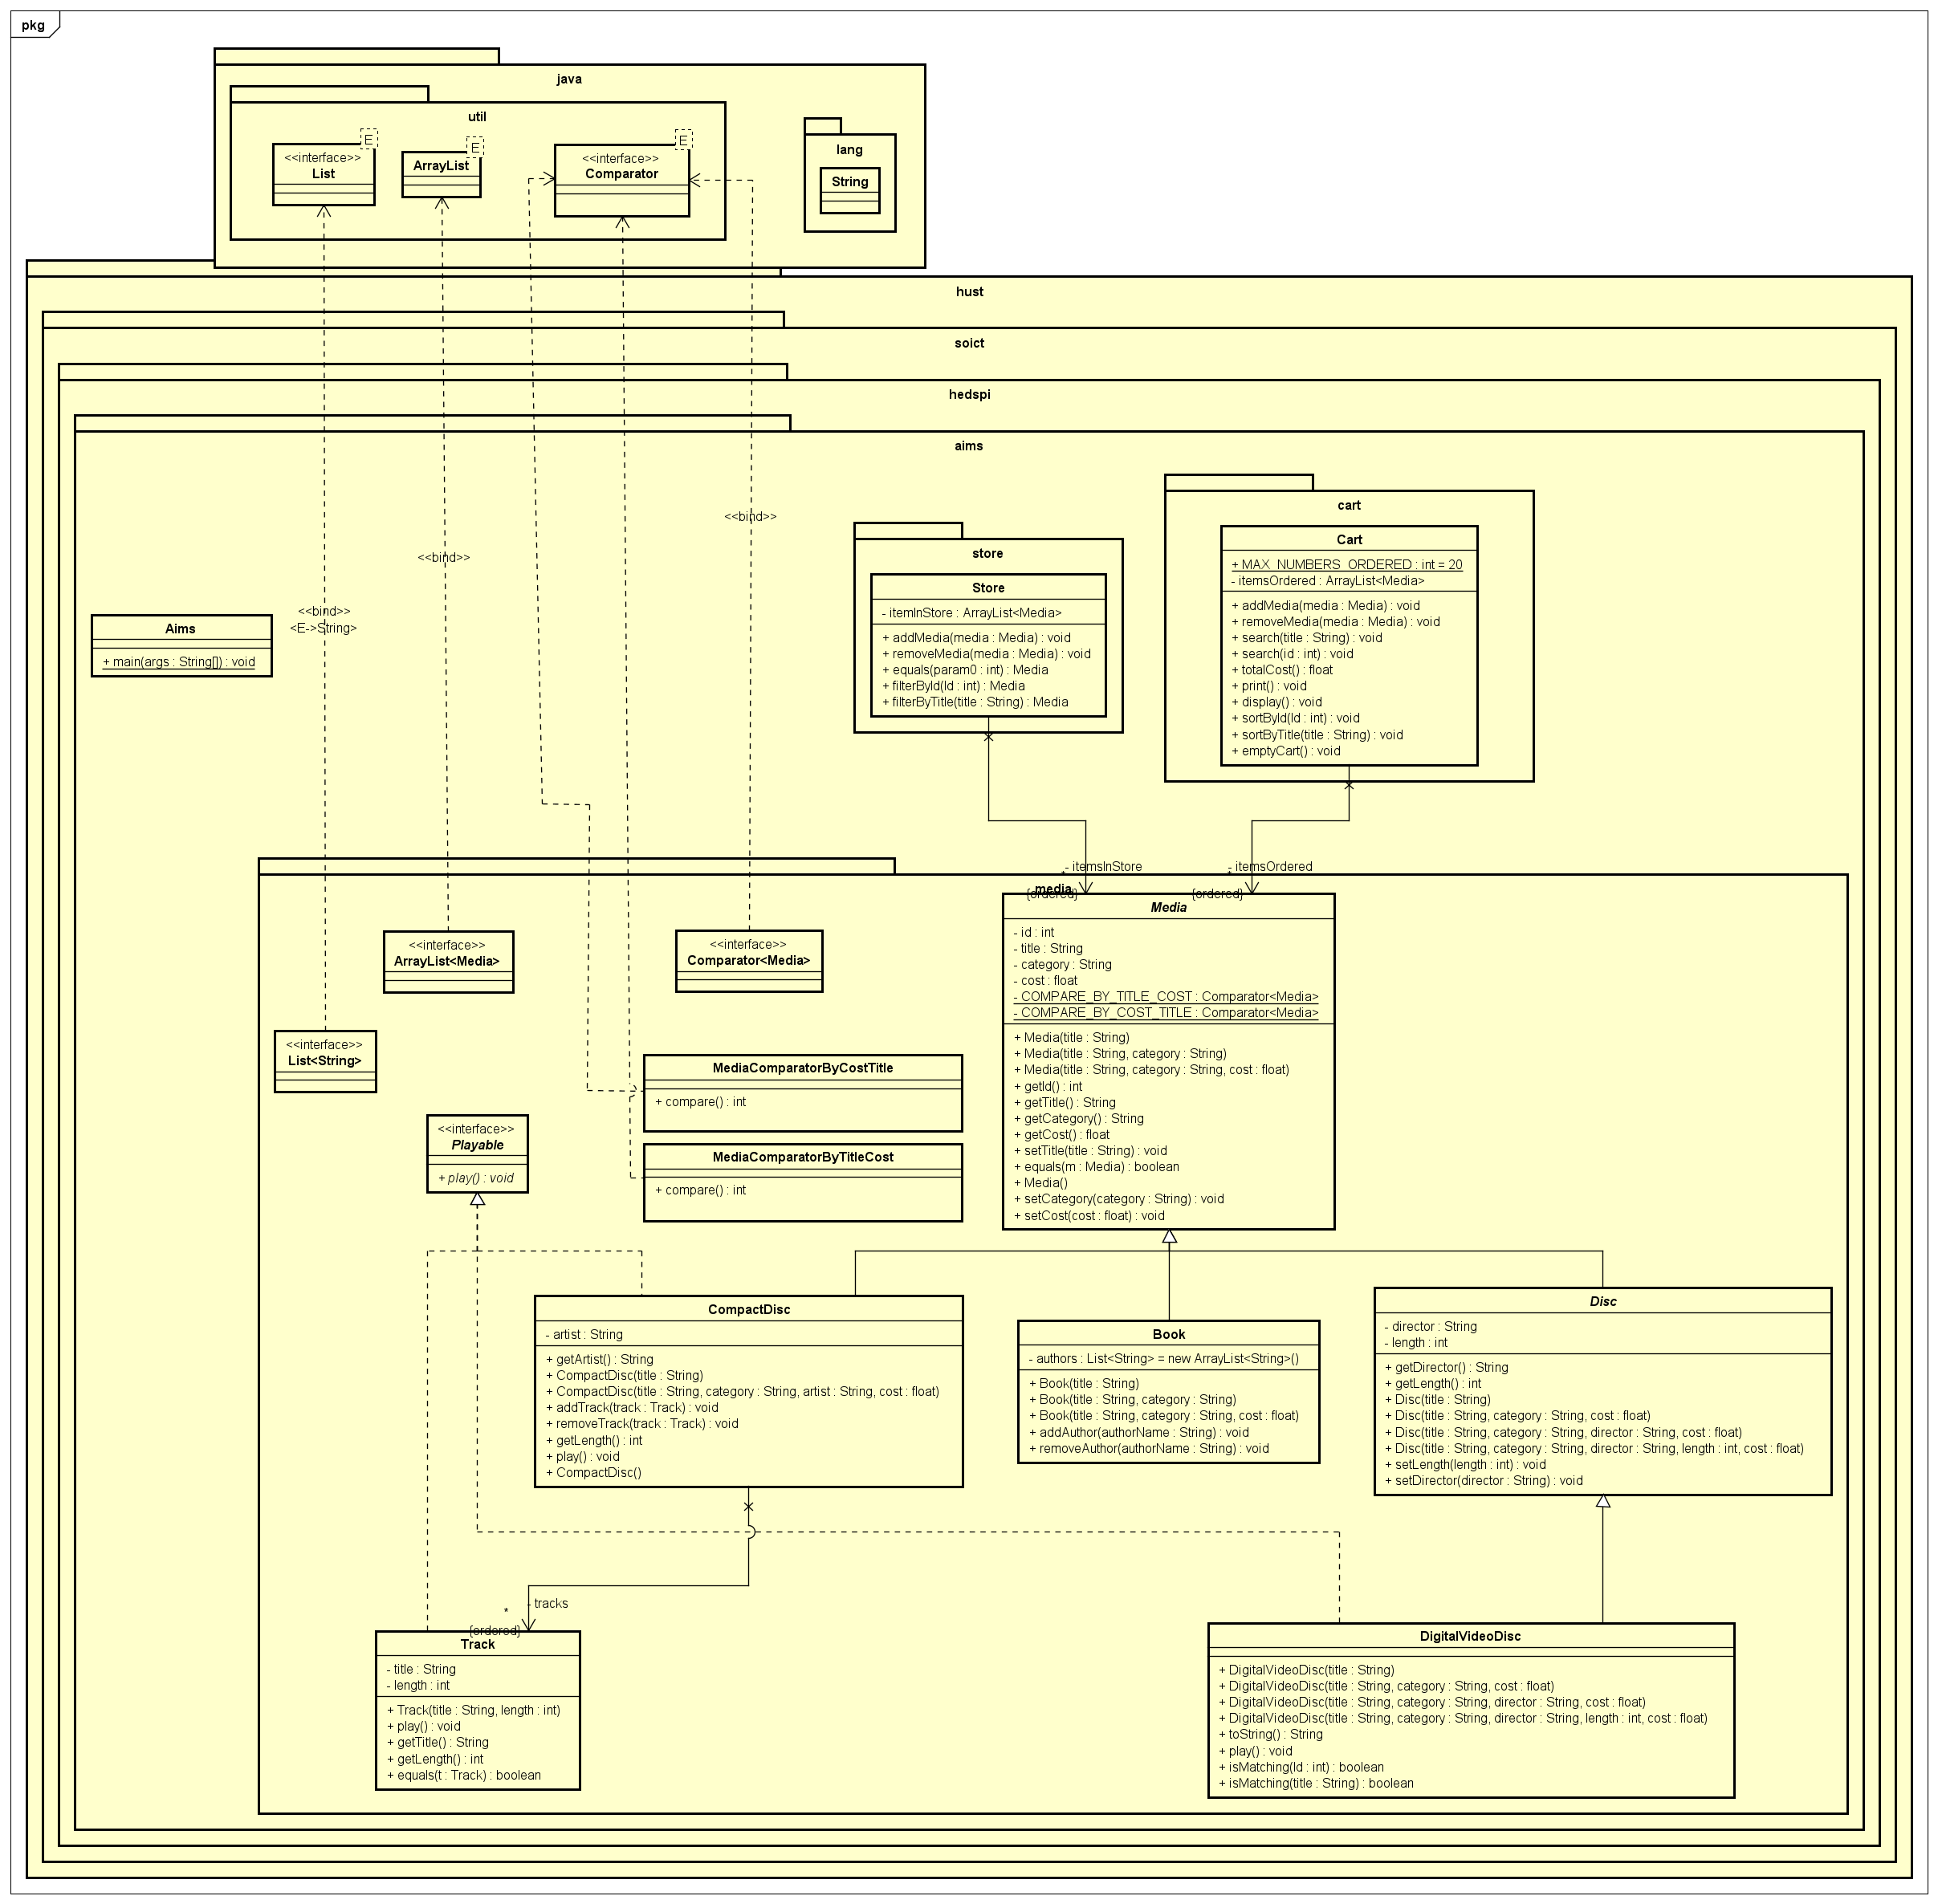 pkg
java
util
E
<<interface>>
List
E
ArrayList
E
<<interface>>
Comparator
lang
String
hust
soict
hedspi
aims
<<bind>>
<<bind>>
<<bind>>
<E->String>
Aims
+ main(args : String[]) : void
store
Store
- itemInStore : ArrayList<Media>
+ addMedia(media : Media) : void
+ removeMedia(media : Media) : void
+ equals(param0 : int) : Media
+ filterById(Id : int) : Media
+ filterByTitle(title : String) : Media
cart
Cart
+ MAX_NUMBERS_ORDERED : int = 20
- itemsOrdered : ArrayList<Media>
+ addMedia(media : Media) : void
+ removeMedia(media : Media) : void
+ search(title : String) : void
+ search(id : int) : void
+ totalCost() : float
+ print() : void
+ display() : void
+ sortById(Id : int) : void
+ sortByTitle(title : String) : void
+ emptyCart() : void
- itemsInStore
*
{ordered}
- itemsOrdered
*
{ordered}
media
<<interface>>
ArrayList<Media>
<<interface>>
Comparator<Media>
<<interface>>
List<String>
Media
- id : int
- title : String
- category : String
- cost : float
- COMPARE_BY_TITLE_COST : Comparator<Media>
- COMPARE_BY_COST_TITLE : Comparator<Media>
+ Media(title : String)
+ Media(title : String, category : String)
+ Media(title : String, category : String, cost : float)
+ getId() : int
+ getTitle() : String
+ getCategory() : String
+ getCost() : float
+ setTitle(title : String) : void
+ equals(m : Media) : boolean
+ Media()
+ setCategory(category : String) : void
+ setCost(cost : float) : void
MediaComparatorByCostTitle
+ compare() : int
MediaComparatorByTitleCost
+ compare() : int
<<interface>>
Playable
+ play() : void
CompactDisc
- artist : String
+ getArtist() : String
+ CompactDisc(title : String)
+ CompactDisc(title : String, category : String, artist : String, cost : float)
+ addTrack(track : Track) : void
+ removeTrack(track : Track) : void
+ getLength() : int
+ play() : void
+ CompactDisc()
Book
- authors : List<String> = new ArrayList<String>()
+ Book(title : String)
+ Book(title : String, category : String)
+ Book(title : String, category : String, cost : float)
+ addAuthor(authorName : String) : void
+ removeAuthor(authorName : String) : void
Disc
- director : String
- length : int
+ getDirector() : String
+ getLength() : int
+ Disc(title : String)
+ Disc(title : String, category : String, cost : float)
+ Disc(title : String, category : String, director : String, cost : float)
+ Disc(title : String, category : String, director : String, length : int, cost : float)
+ setLength(length : int) : void
+ setDirector(director : String) : void
- tracks
*
{ordered}
Track
- title : String
- length : int
+ Track(title : String, length : int)
+ play() : void
+ getTitle() : String
+ getLength() : int
+ equals(t : Track) : boolean
DigitalVideoDisc
+ DigitalVideoDisc(title : String)
+ DigitalVideoDisc(title : String, category : String, cost : float)
+ DigitalVideoDisc(title : String, category : String, director : String, cost : float)
+ DigitalVideoDisc(title : String, category : String, director : String, length : int, cost : float)
+ toString() : String
+ play() : void
+ isMatching(Id : int) : boolean
+ isMatching(title : String) : boolean